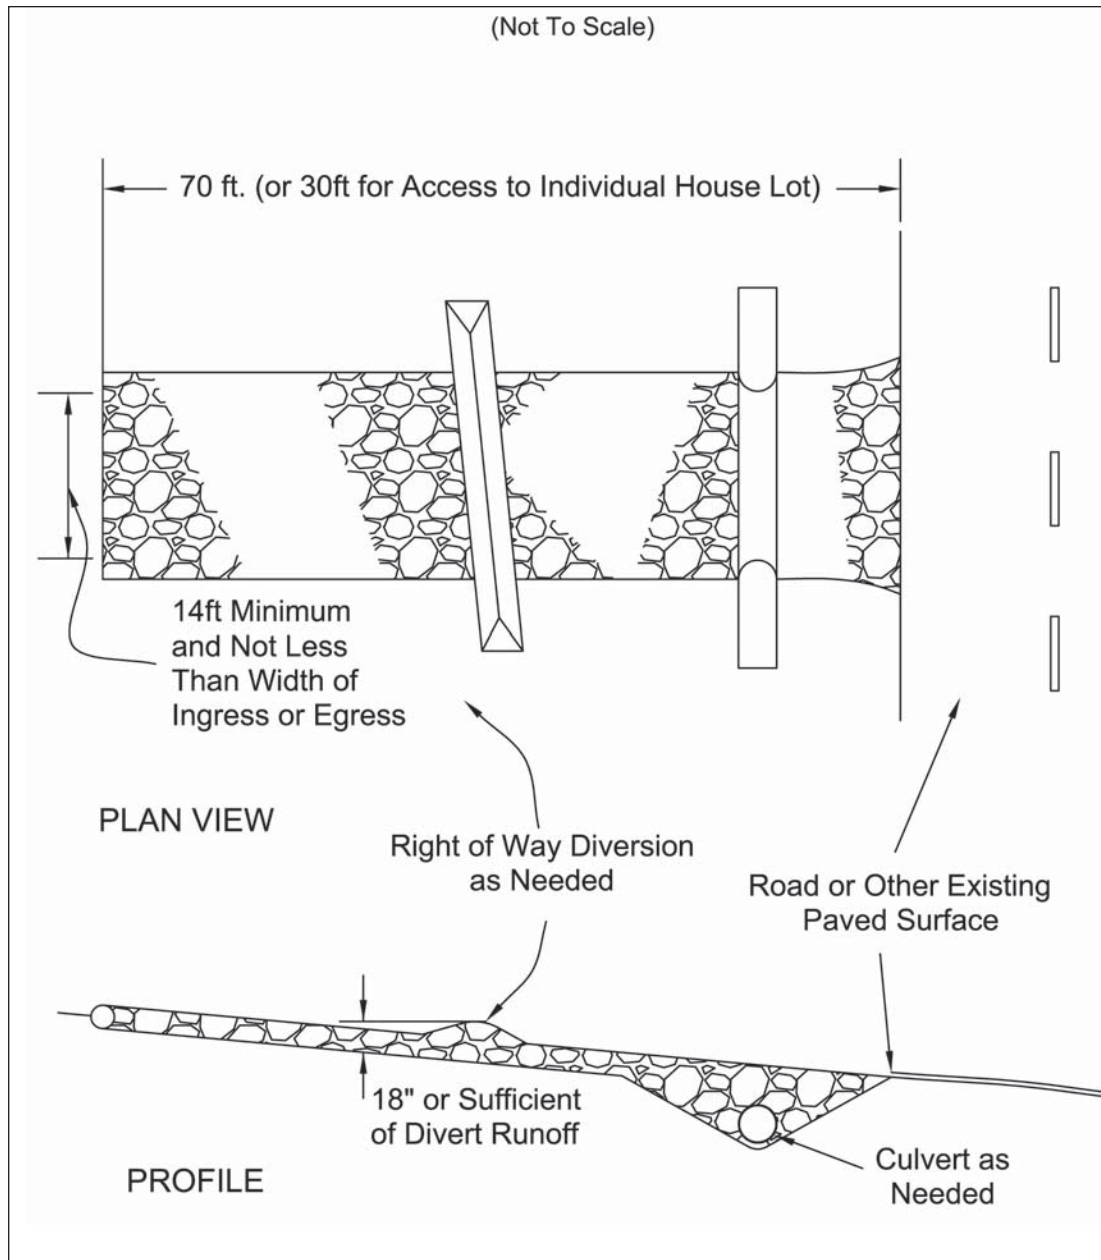 (Not To Scale)
70 ft. (or 30ft for Access to Individual House Lot)
14ft Minimum
and Not Less
Than Width of
Ingress or Egress
PLAN VIEW
Right of Way Diversion
as Needed
Road or Other Existing
Paved Surface
18" or Sufficient
of Divert Runoff
Culvert as
Needed
PROFILE